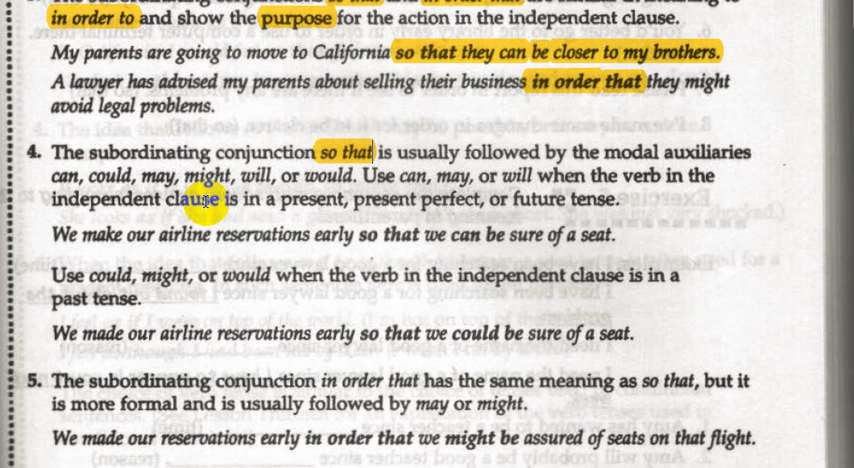 in order to and show the purpose for the action in the independent clause.
My parents are going to move to California so that they can be closer to my brothers.
A lawyer has advised my parents about selling their business in order that they might
avoid legal problems.
4. The subordinating conjunction so that is usually followed by the modal auxiliaries
can, could, may, might, will, or would. Use can, may, or will when the verb in the
independent clause is in a present, present perfect, or future tense.
We make our airline reservations early so that we can be sure of a seat.
Use could, might, or would when the verb in the independent clause is in a
past tense.
We made our airline reservations early so that we could be sure of a seat.
5. The subordinating conjunction in order that has the same meaning as so that, but it
is more formal and is usually followed by may or might.
We made our reservations early in order that we might be assured of seats on that flight.